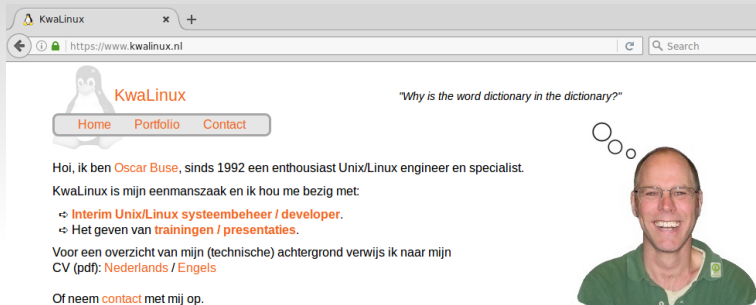 KwaLinux
https://www.kwalinux.nl
Search
KwaLinux
"Why is the word dictionary in the dictionary?"
Home Portfolio Contact
Hoi, ik ben Oscar Buse, sinds 1992 een enthousiast Unix/Linux engineer en specialist.
KwaLinux is mijn eenmanszaak en ik hou me bezig met:
➪ Interim Unix/Linux systeembeheer / developer.
➪ Het geven van trainingen / presentaties.
Voor een overzicht van mijn (technische) achtergrond verwijs ik naar mijn
CV (pdf): Nederlands / Engels
Of neem contact met mij op.